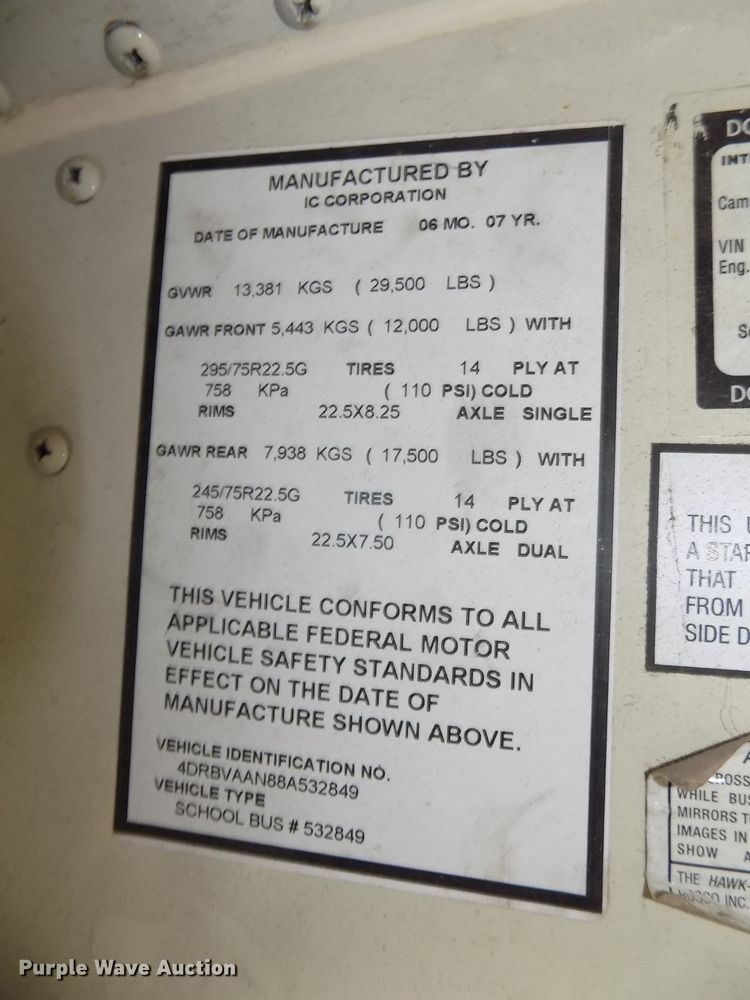 MANUFACTURED BY
IC CORPORATION
DATE OF MANUFACTURE 06 MO. 07 YR.
GVWR 13,381 KGS ( 29,500 LBS )
GAWR FRONT 5,443 KGS ( 12,000 LBS ) WITH
295/75R22.5G TIRES 14 PLY AT
758 KPa ( 110 PSI) COLD
RIMS 22.5X8.25 AXLE SINGLE
GAWR REAR 7,938 KGS ( 17,500 LBS ) WITH
245/75R22.5G TIRES 14 PLY AT
758 KPa ( 110 PSI) COLD
RIMS 22.5X7.50 AXLE DUAL
THIS VEHICLE CONFORMS TO ALL
APPLICABLE FEDERAL MOTOR
VEHICLE SAFETY STANDARDS IN
EFFECT ON THE DATE OF
MANUFACTURE SHOWN ABOVE.
VEHICLE IDENTIFICATION NO.
4DRBVAAN88A532849
VEHICLE TYPE
SCHOOL BUS # 532849
VIN
Eng.
THIS
THAT
FROM
SIDE D
WHILE BUS
MIRRORS
IMAGES IN
SHOW
THE HAWK-
ROSCO INC.
Purple Wave Auction